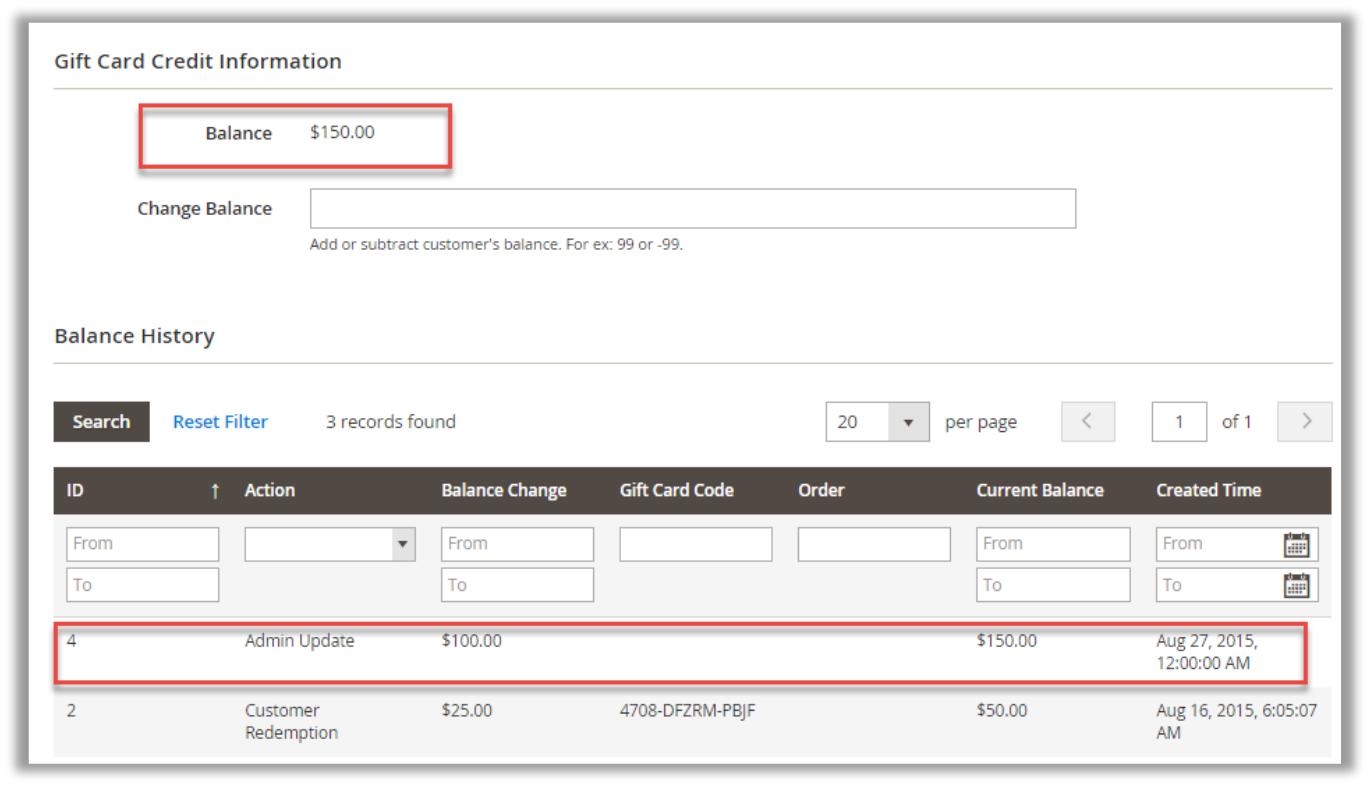 Gift Card Credit Information
Balance $150.00
Change Balance
Add or subtract customer's balance. For ex: 99 or -99.
Balance History
Search Reset Filter 3 records found 20 per page 1 of 1
ID ↑ Action Balance Change Gift Card Code Order Current Balance Created Time
From From From From
To To To To
4 Admin Update $100.00 $150.00 Aug 27, 2015,
12:00:00 AM
2 Customer $25.00 4708-DFZRM-PBJF $50.00 Aug 16, 2015, 6:05:07
Redemption AM